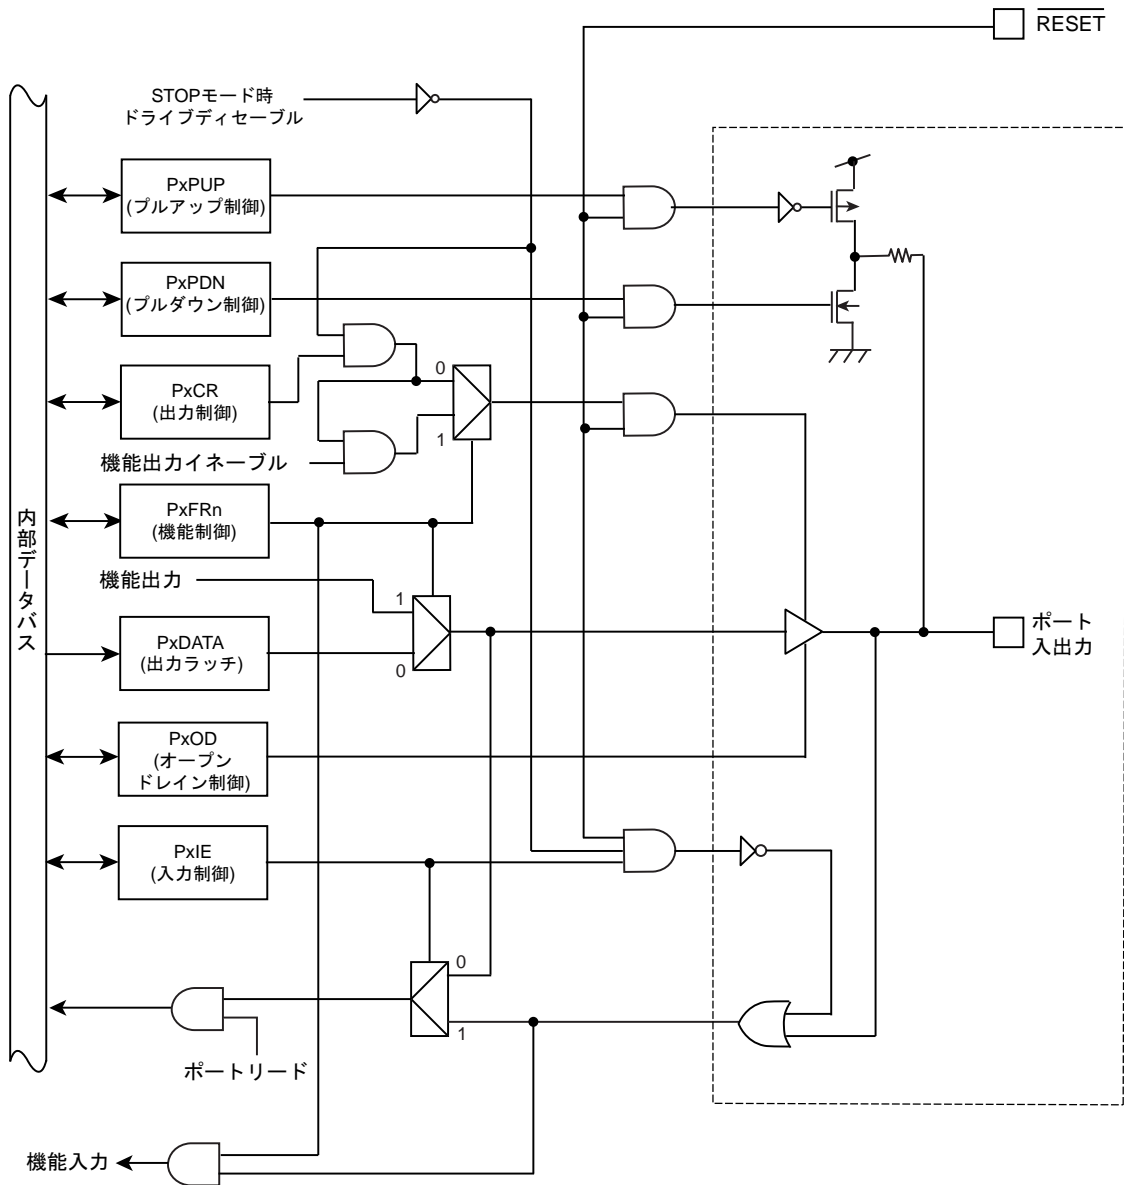 RESET
STOPモード時
ドライブディセーブル
PxPUP
(プルアップ制御)
PxPDN
(プルダウン制御)
PxCR
(出力制御)
0
1
機能出力イネーブル
PxFRn
(機能制御)
内部データバス
機能出力
1
0
PxDATA
(出力ラッチ)
ポート
入出力
PxOD
(オープン
ドレイン制御)
PxIE
(入力制御)
0
1
ポートリード
機能入力